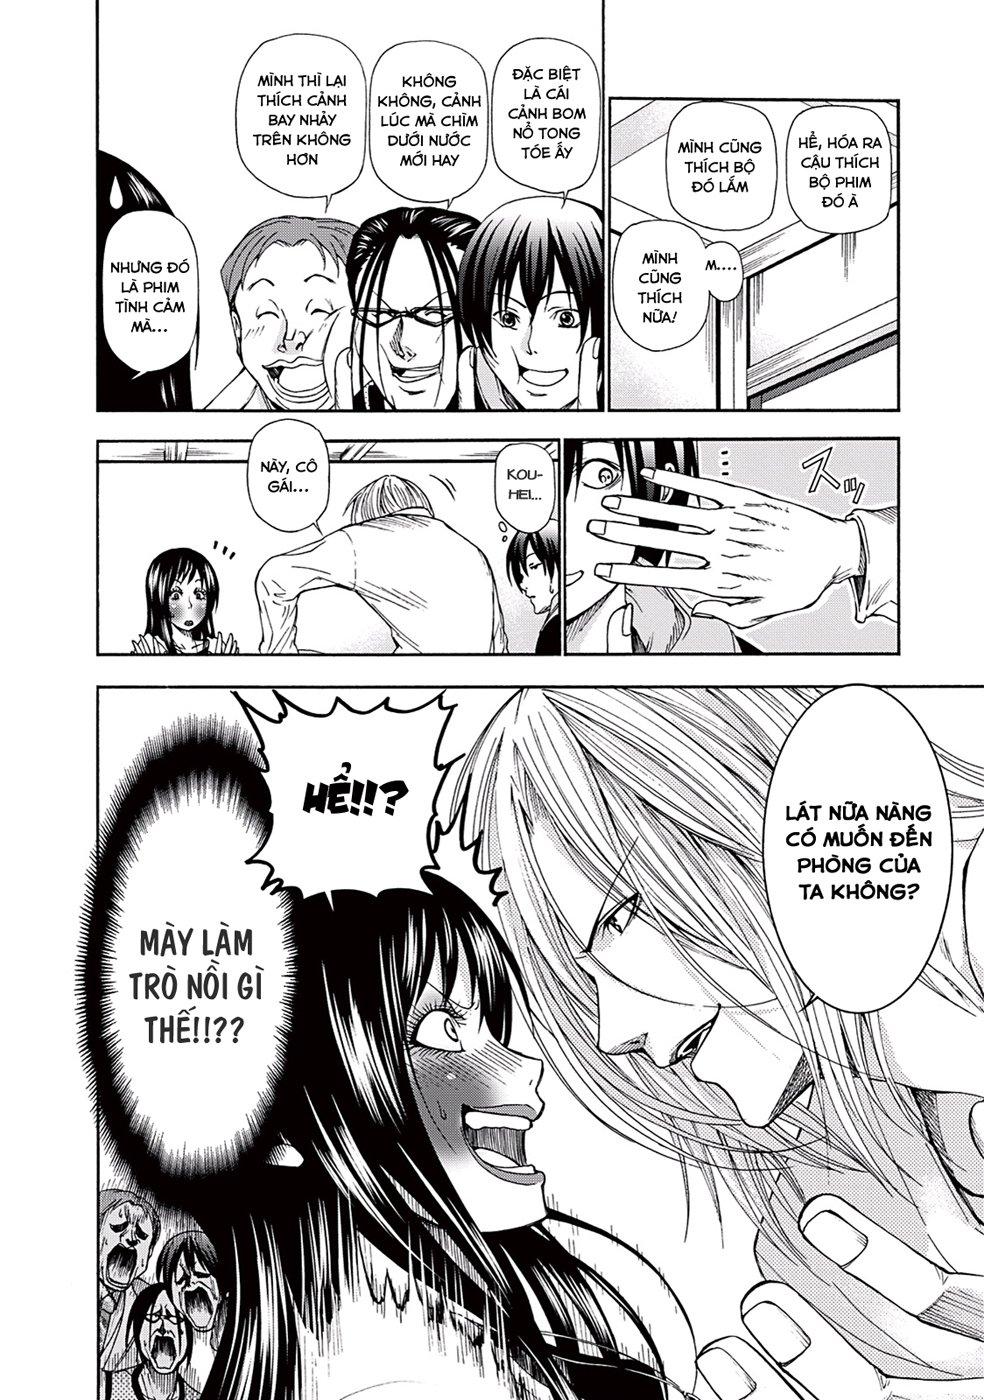 HỂ, HÓA RA
CẬU THÍCH
BỘ PHIM
ĐÓ À
MÌNH CŨNG
THÍCH BỘ
ĐÓ LẮM
M....
MÌNH
CŨNG
THÍCH
NỮA!
ĐẶC BIỆT
LÀ CÁI
CẢNH BOM
NỔ TONG
TÓE ẤY
KHÔNG
KHÔNG, CẢNH
LÚC MÀ CHÌM
DƯỚI NƯỚC
MỚI HAY
MÌNH THÌ LẠI
THÍCH CẢNH
BAY NHẢY
TRÊN KHÔNG
HƠN
NHƯNG ĐÓ
LÀ PHIM
TÌNH CẢM
MÀ...
ズッ
KOU-
HEI...
NÀY, CÔ
GÁI...
LÁT NỮA NÀNG
CÓ MUỐN ĐẾN
PHÒNG CỦA
TA KHÔNG?
HỂ!!!?
MÀY LÀM
TRÒ NỒI GÌ
THẾ!!!??